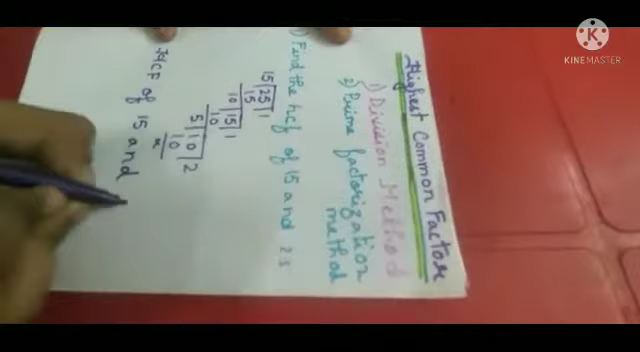 Highest Common Factor
1) Division Method
2) Prime factorization
method
1) Find the hcf of 15 and 25
15|25|1
15
10|15|1
10
5|10|2
10
x
HCF of 15 and
K
KINEMASTER